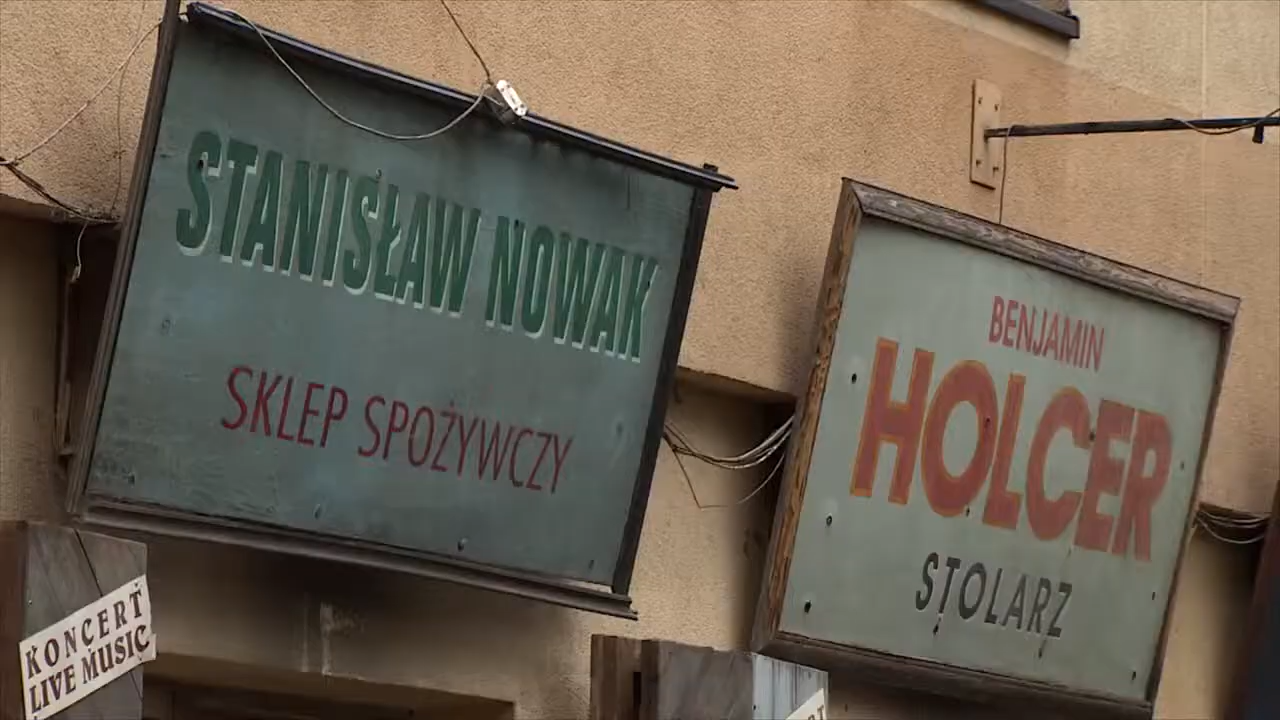 STANISŁAW NOWAK
SKLEP SPOŻYWCZY
BENJAMIN
HOLCER
STOLARZ
KONCERT
LIVE MUSIC